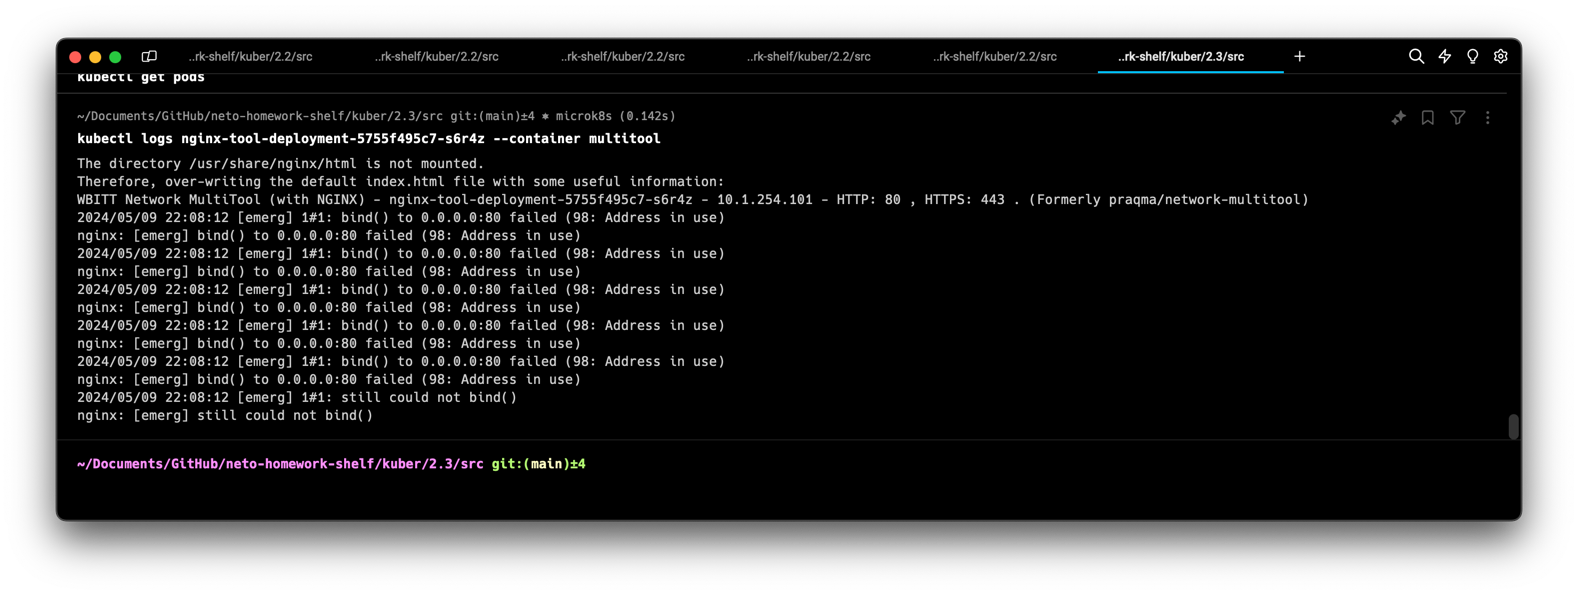 ..rk-shelf/kuber/2.2/src ..rk-shelf/kuber/2.2/src ..rk-shelf/kuber/2.2/src ..rk-shelf/kuber/2.2/src ..rk-shelf/kuber/2.2/src ..rk-shelf/kuber/2.3/src
kubectl get pods
~/Documents/GitHub/neto-homework-shelf/kuber/2.3/src git:(main)±4 ⎈ microk8s (0.142s)
kubectl logs nginx-tool-deployment-5755f495c7-s6r4z --container multitool
The directory /usr/share/nginx/html is not mounted.
Therefore, over-writing the default index.html file with some useful information:
WBITT Network MultiTool (with NGINX) - nginx-tool-deployment-5755f495c7-s6r4z - 10.1.254.101 - HTTP: 80 , HTTPS: 443 . (Formerly praqma/network-multitool)
2024/05/09 22:08:12 [emerg] 1#1: bind() to 0.0.0.0:80 failed (98: Address in use)
nginx: [emerg] bind() to 0.0.0.0:80 failed (98: Address in use)
2024/05/09 22:08:12 [emerg] 1#1: bind() to 0.0.0.0:80 failed (98: Address in use)
nginx: [emerg] bind() to 0.0.0.0:80 failed (98: Address in use)
2024/05/09 22:08:12 [emerg] 1#1: bind() to 0.0.0.0:80 failed (98: Address in use)
nginx: [emerg] bind() to 0.0.0.0:80 failed (98: Address in use)
2024/05/09 22:08:12 [emerg] 1#1: bind() to 0.0.0.0:80 failed (98: Address in use)
nginx: [emerg] bind() to 0.0.0.0:80 failed (98: Address in use)
2024/05/09 22:08:12 [emerg] 1#1: bind() to 0.0.0.0:80 failed (98: Address in use)
nginx: [emerg] bind() to 0.0.0.0:80 failed (98: Address in use)
2024/05/09 22:08:12 [emerg] 1#1: still could not bind()
nginx: [emerg] still could not bind()
~/Documents/GitHub/neto-homework-shelf/kuber/2.3/src git:(main)±4